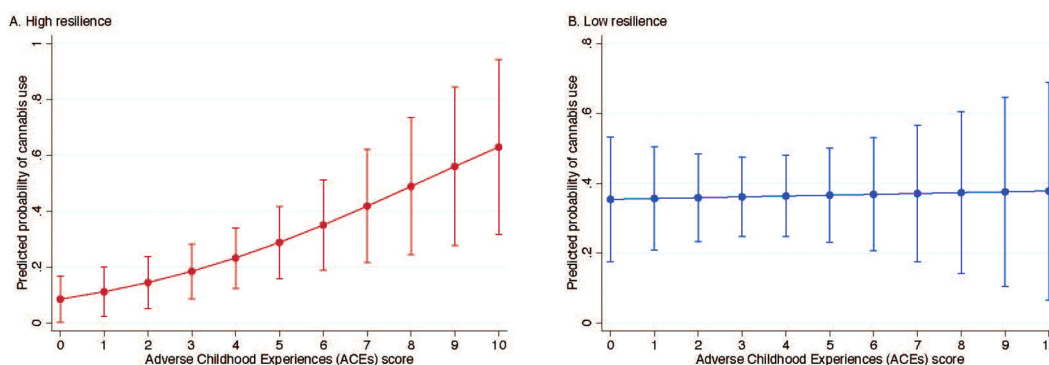 A. High resilience
Predicted probability of cannabis use
1
.8
.6
.4
.2
0
0 1 2 3 4 5 6 7 8 9 10
Adverse Childhood Experiences (ACEs) score
B. Low resilience
Predicted probability of cannabis use
.8
.6
.4
.2
0
0 1 2 3 4 5 6 7 8 9 1
Adverse Childhood Experiences (ACEs) score